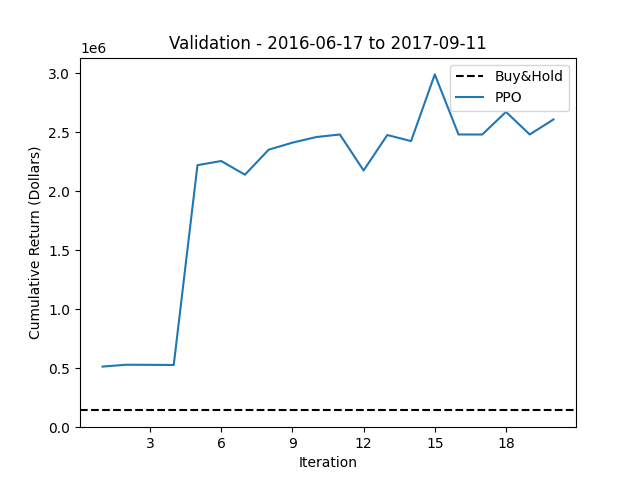 Validation - 2016-06-17 to 2017-09-11
1e6
Buy&Hold
PPO
3.0
2.5
2.0
1.5
1.0
0.5
0.0
Cumulative Return (Dollars)
3 6 9 12 15 18
Iteration